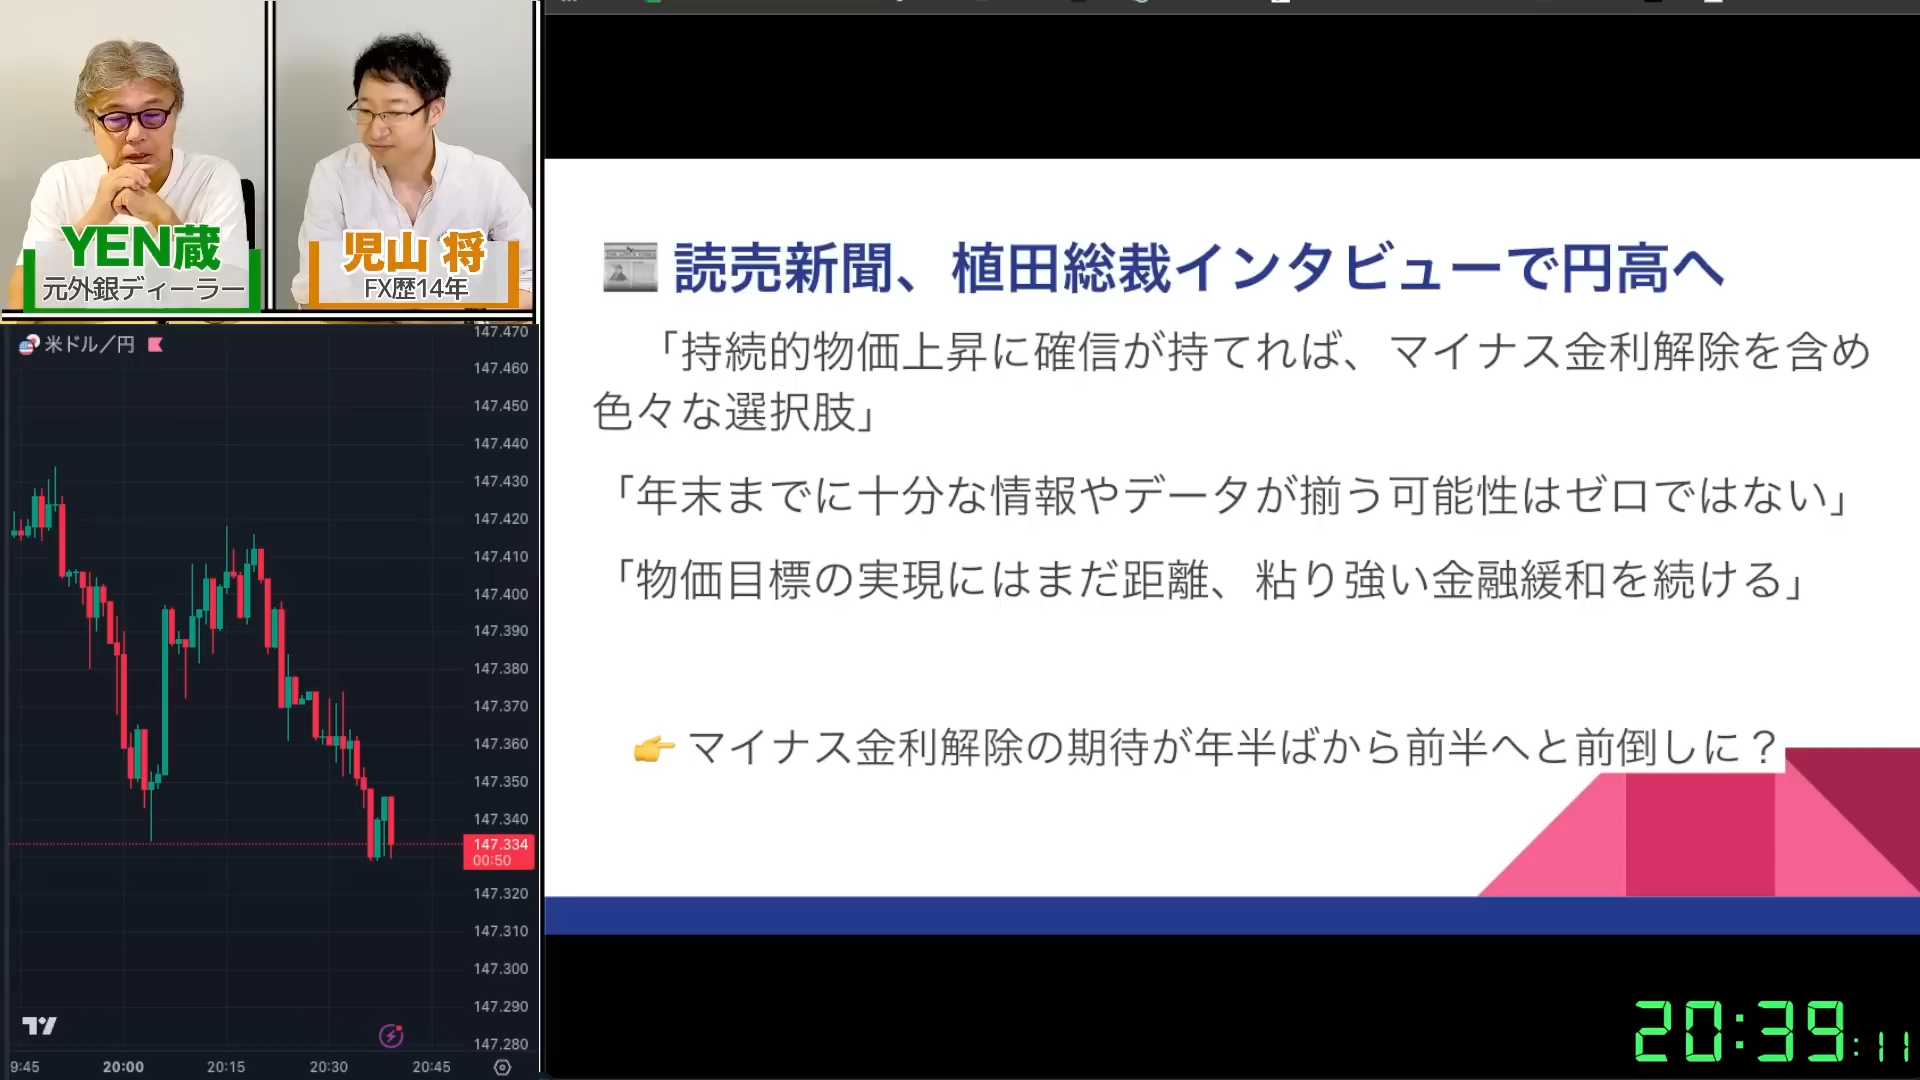 YEN蔵
元外銀ディーラー
児山 将
FX歴14年
読売新聞、植田総裁インタビューで円高へ
「持続的物価上昇に確信が持てれば、マイナス金利解除を含め
色々な選択肢」
「年末までに十分な情報やデータが揃う可能性はゼロではない」
「物価目標の実現にはまだ距離、粘り強い金融緩和を続ける」
マイナス金利解除の期待が年半ばから前半へと前倒しに？
米ドル／円
147.470
147.460
147.450
147.440
147.430
147.420
147.410
147.400
147.390
147.380
147.370
147.360
147.350
147.340
147.334
00:50
147.320
147.310
147.300
147.290
147.280
9:45
20:00
20:15
20:30
20:45
20:39:11